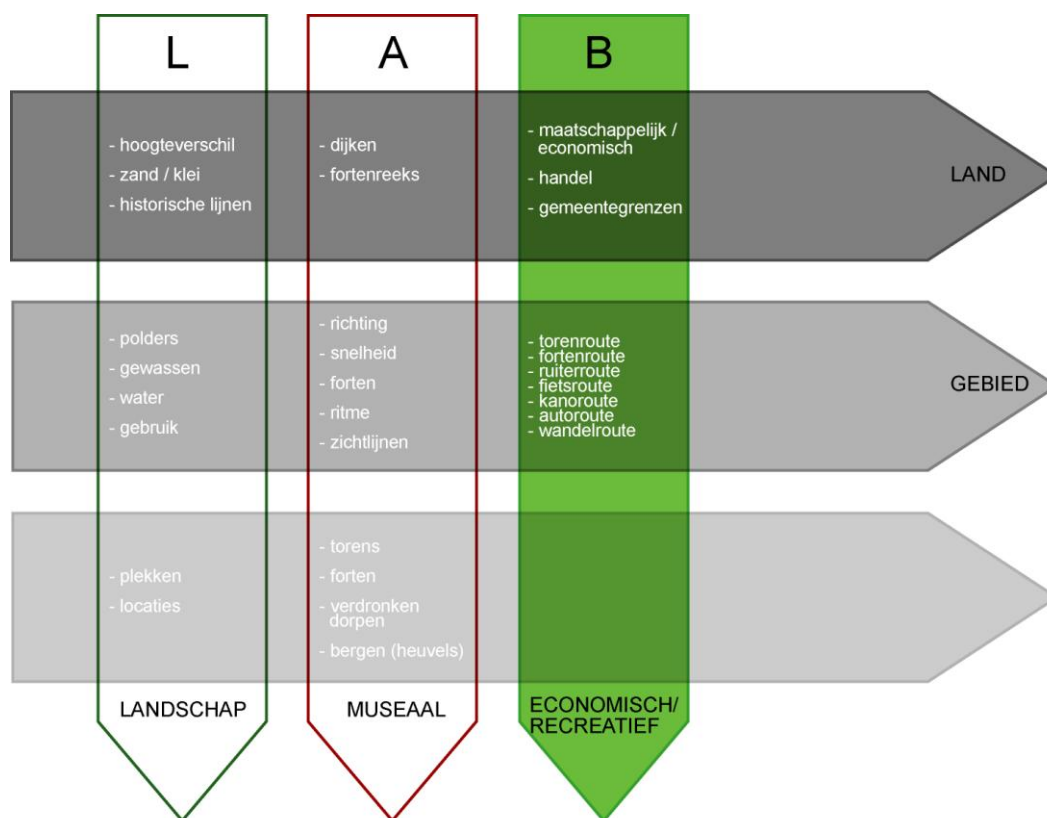 L
A
B
- hoogteverschil
- zand / klei
- historische lijnen
- dijken
- fortenreeks
- maatschappelijk /
economisch
- handel
- gemeentegrenzen
LAND
- polders
- gewassen
- water
- gebruik
- richting
- snelheid
- forten
- ritme
- zichtlijnen
- torenroute
- fortenroute
- ruiterroute
- fietsroute
- kanoroute
- autoroute
- wandelroute
GEBIED
- plekken
- locaties
- torens
- forten
- verdronken
dorpen
- bergen (heuvels)
LANDSCHAP
MUSEAAL
ECONOMISCH/
RECREATIEF